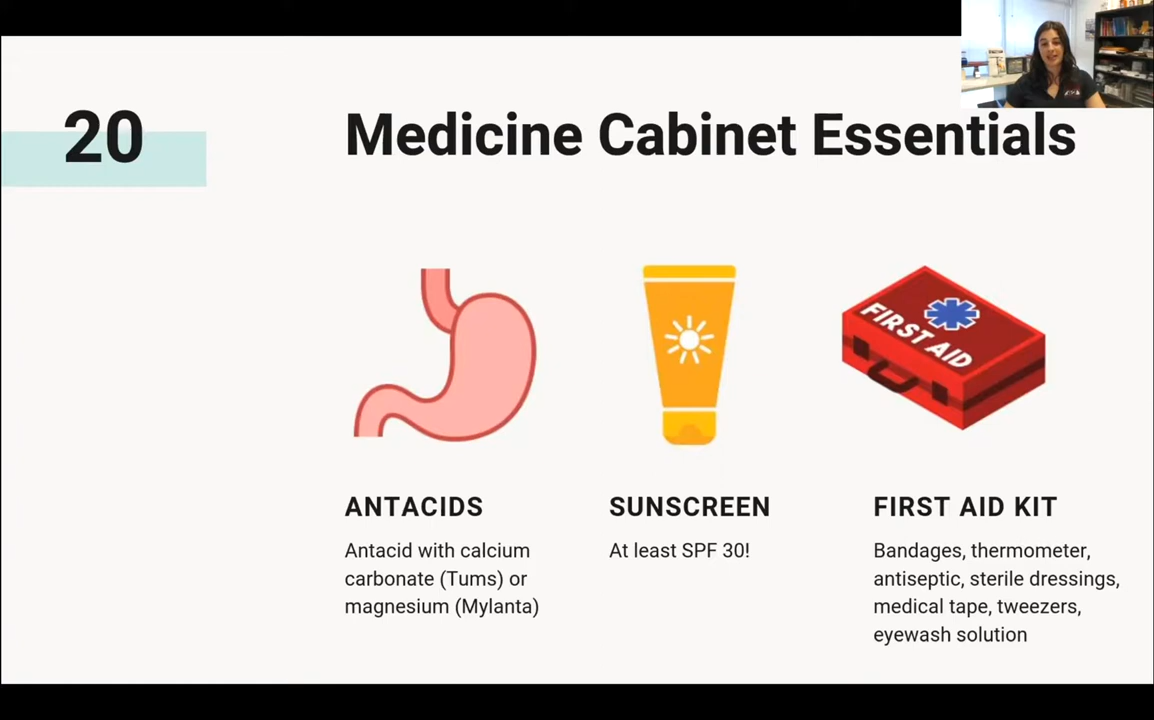 20
Medicine Cabinet Essentials
FIRST AID
ANTACIDS
Antacid with calcium
carbonate (Tums) or
magnesium (Mylanta)
SUNSCREEN
At least SPF 30!
FIRST AID KIT
Bandages, thermometer,
antiseptic, sterile dressings,
medical tape, tweezers,
eyewash solution